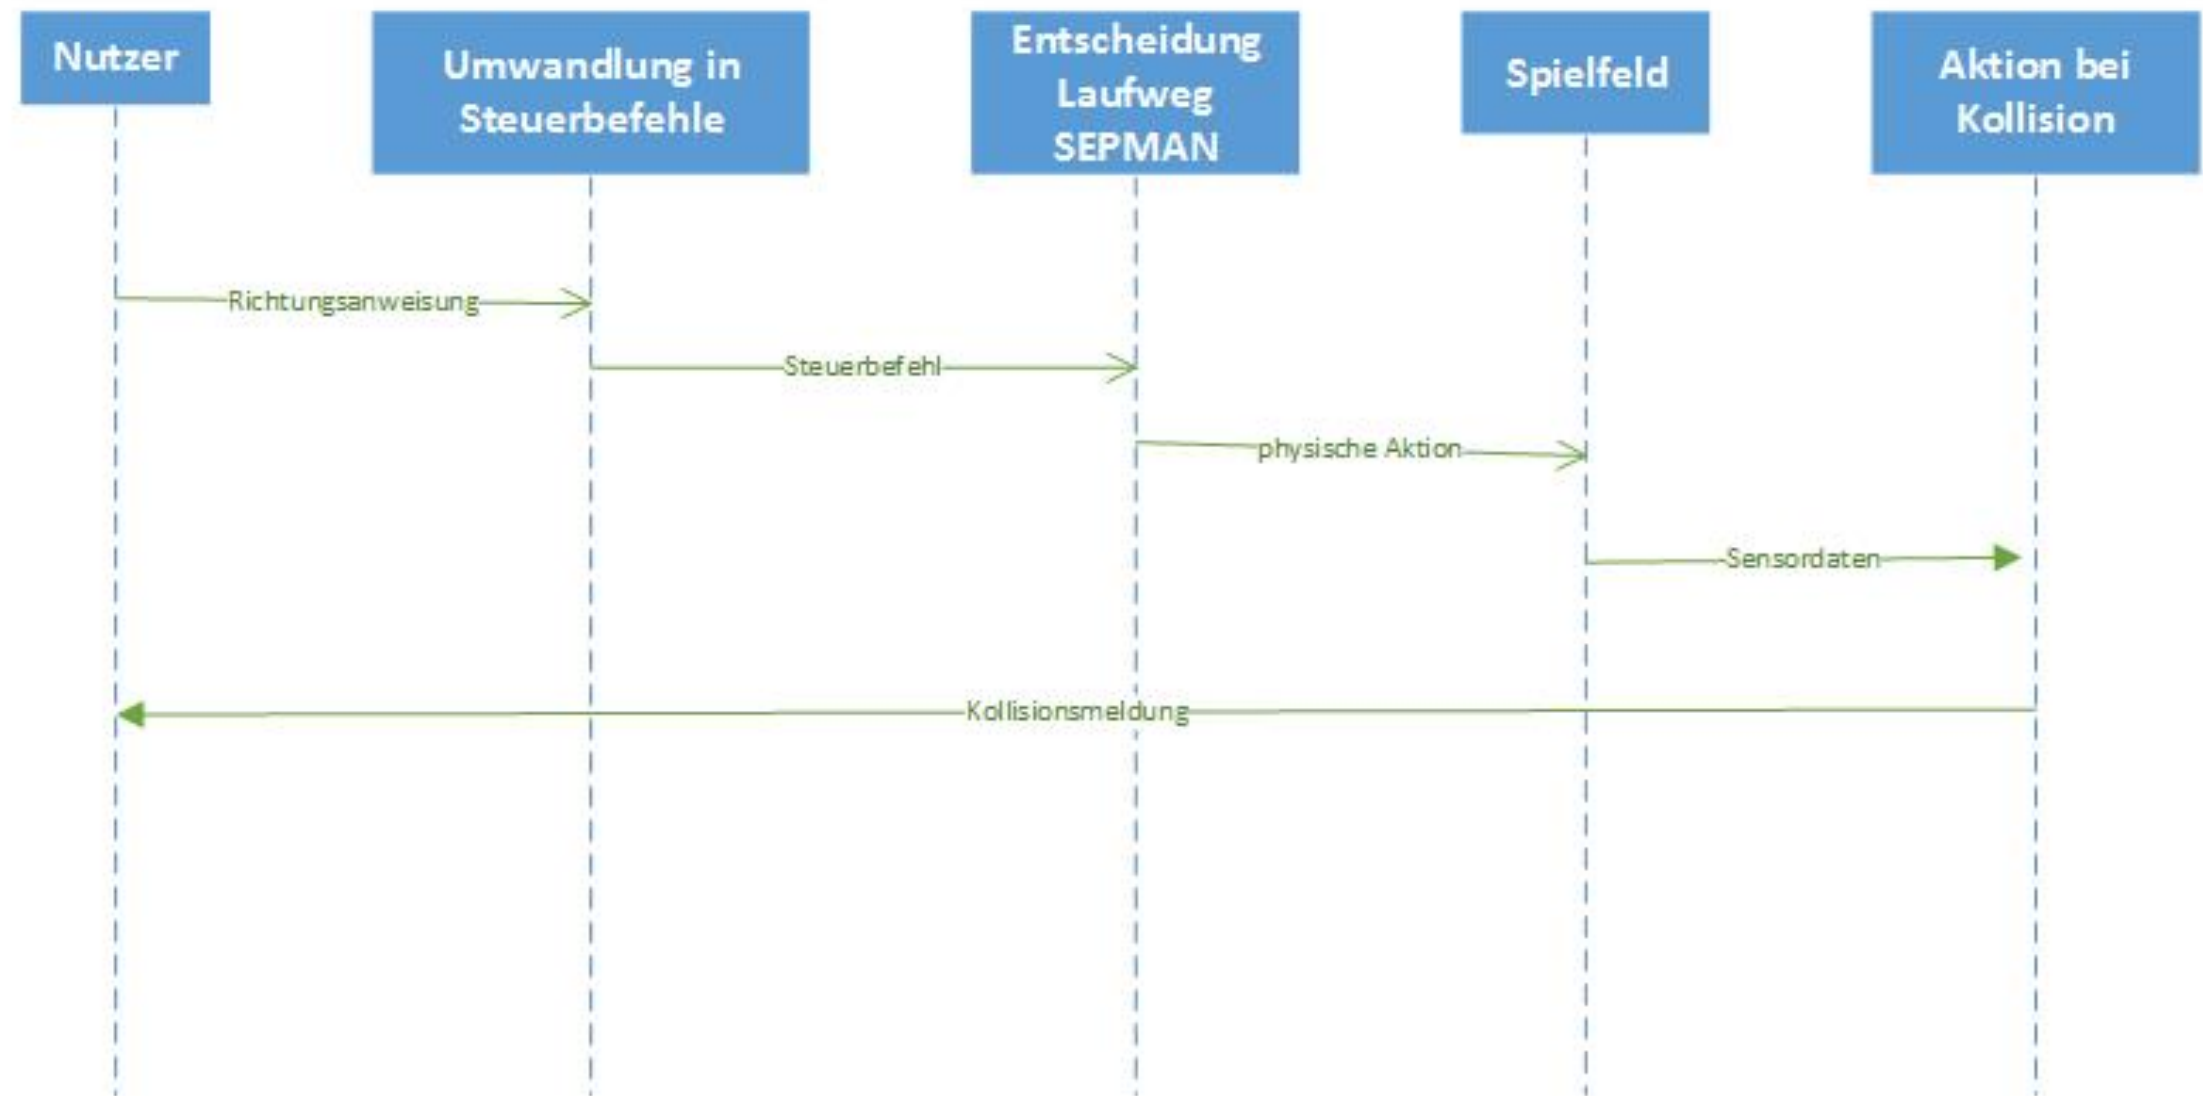 Nutzer
Umwandlung in
Steuerbefehle
Entscheidung
Laufweg
SEPMAN
Spielfeld
Aktion bei
Kollision
Richtungsanweisung
Steuerbefehl
physische Aktion
Sensordaten
Kollisionsmeldung